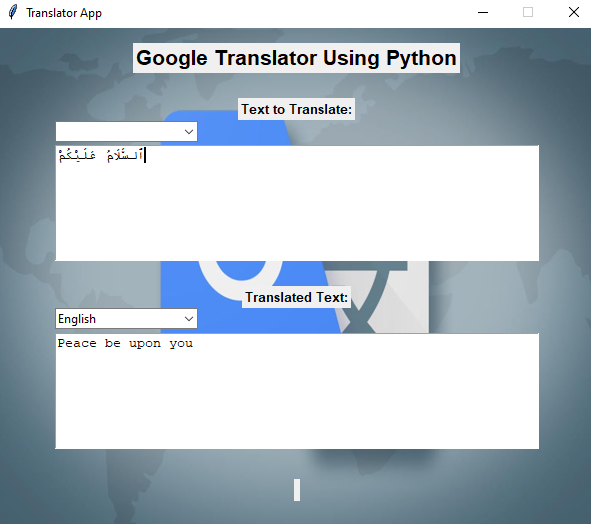 Translator App
Google Translator Using Python
Text to Translate:
ٱلسَّلَامُ عَلَيْكُمْ
Translated Text:
English
Peace be upon you